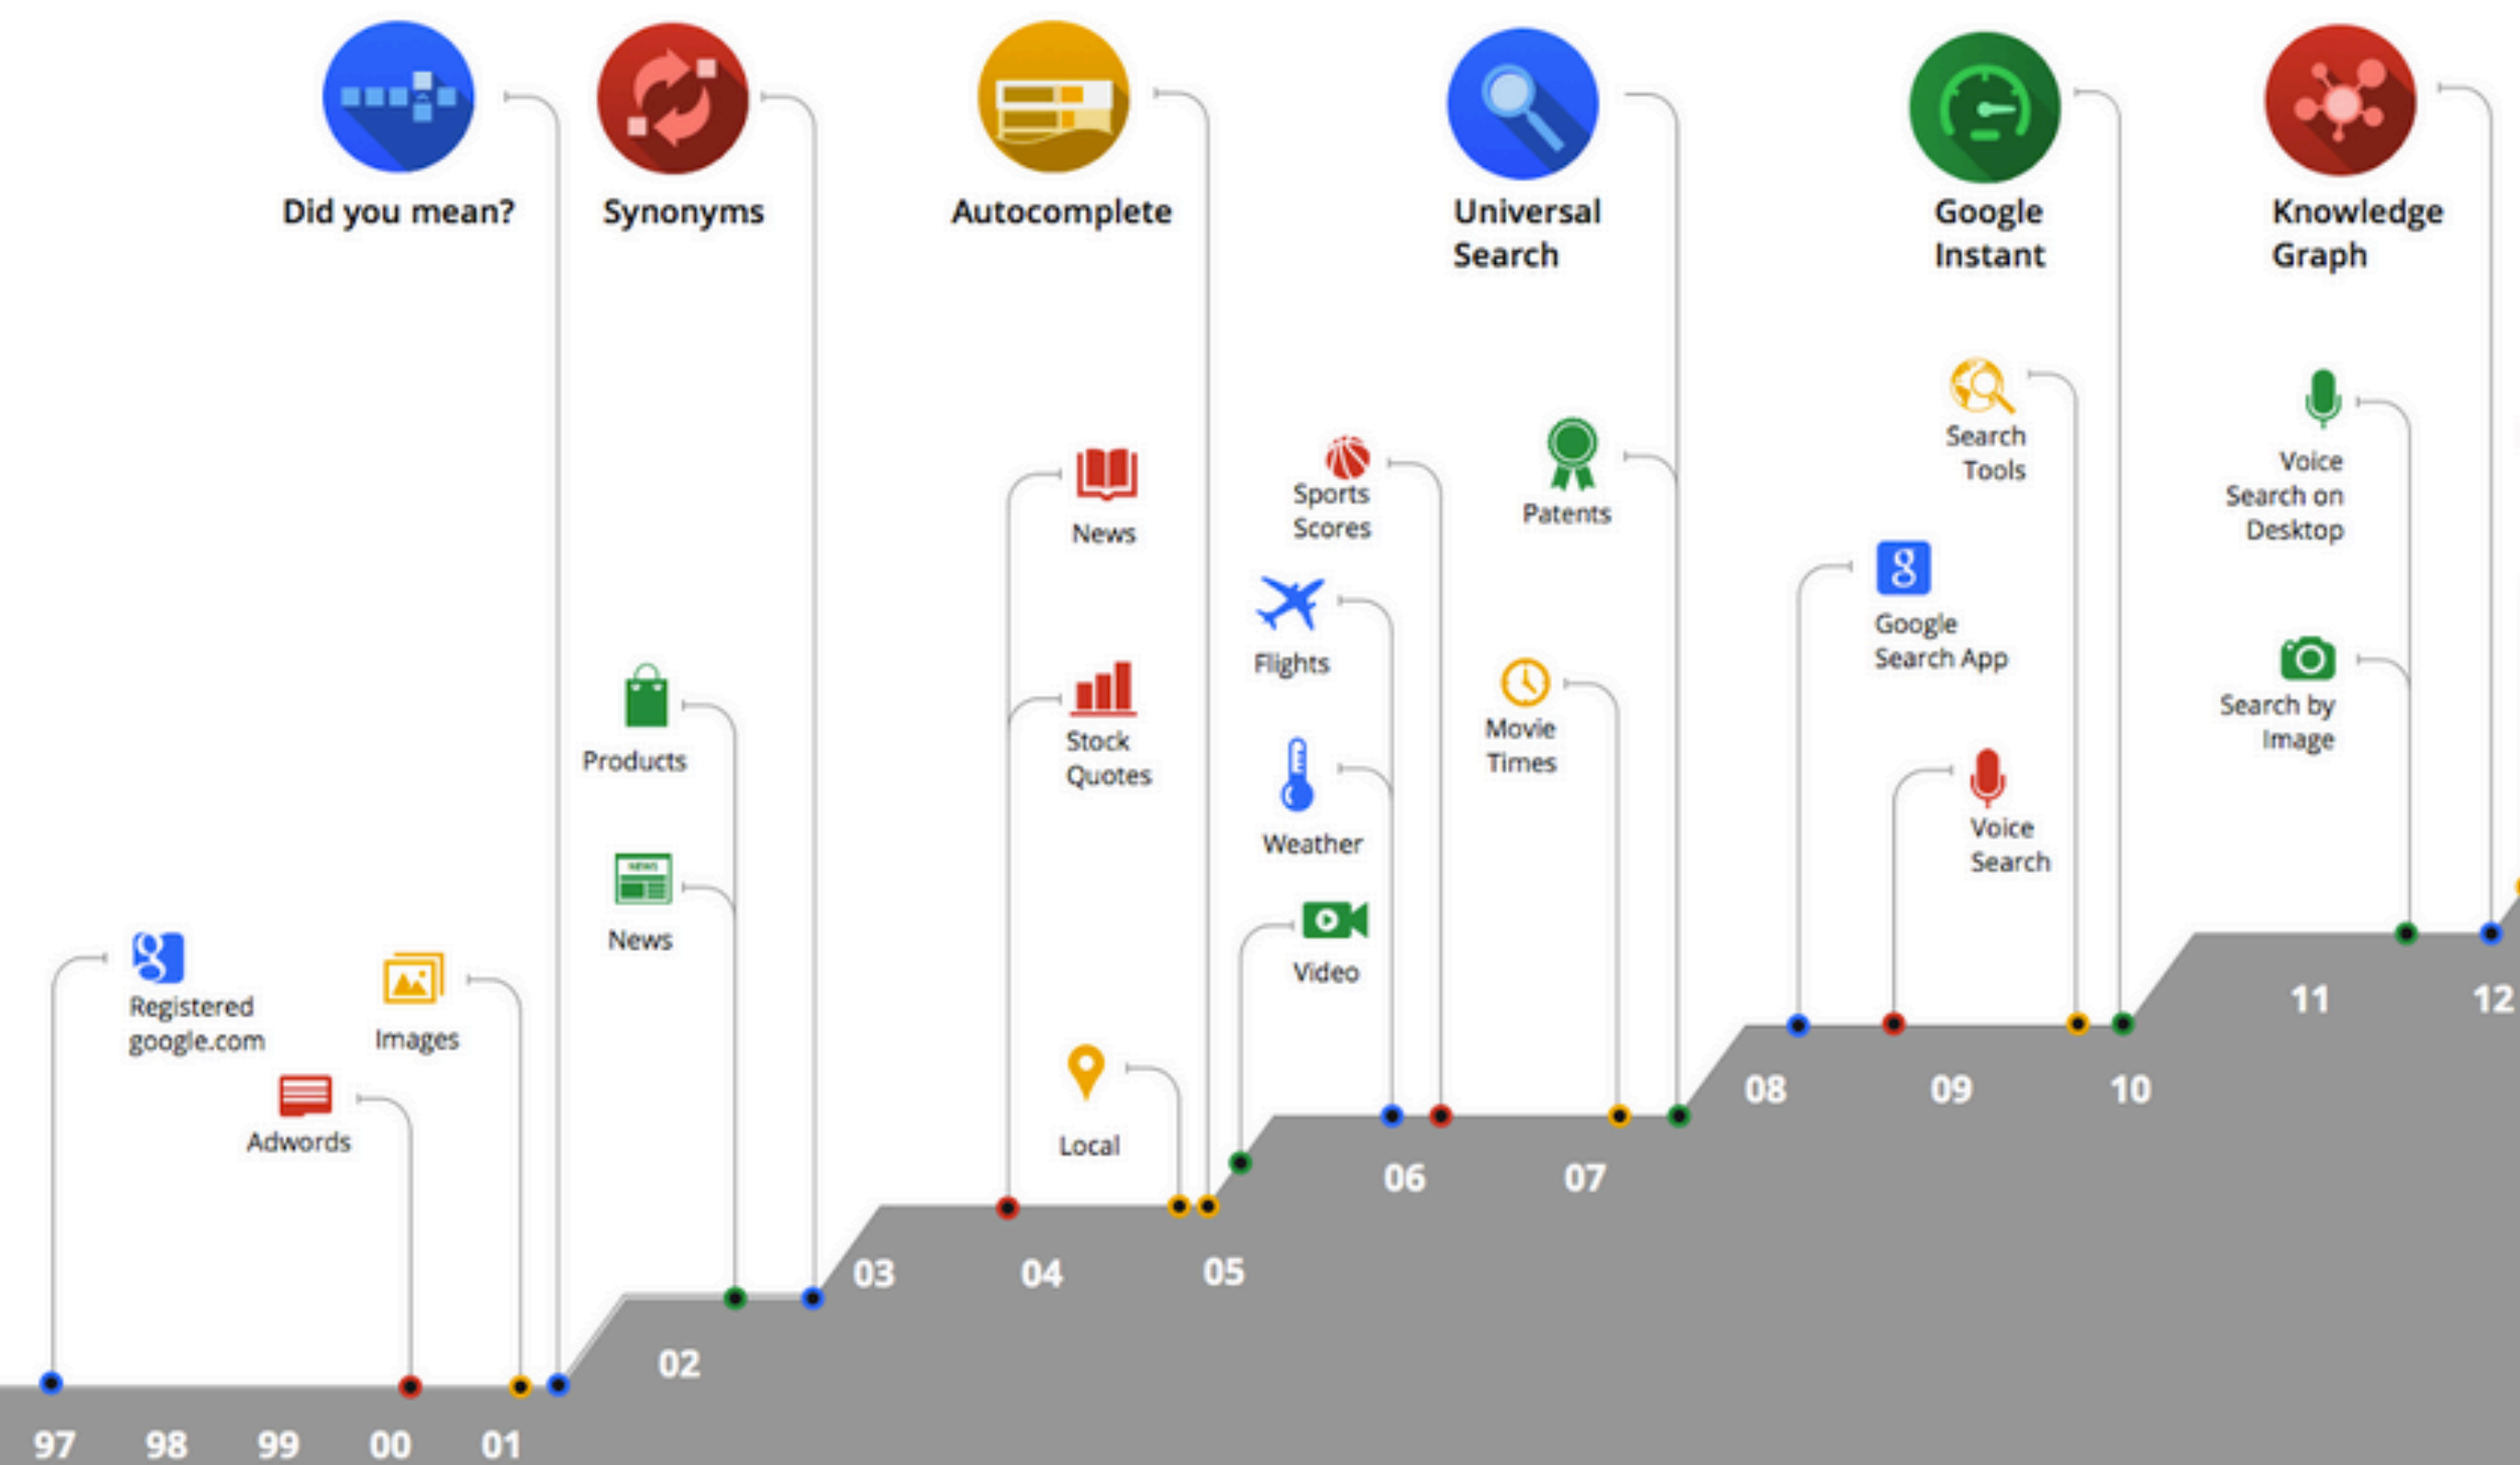 Did you mean?
Synonyms
Autocomplete
Universal
Search
Google
Instant
Knowledge
Graph
Registered
google.com
Adwords
Images
Products
NEWS
News
News
Stock
Quotes
Local
Sports
Scores
Flights
Weather
Video
Patents
Movie
Times
g
Google
Search App
Voice
Search
Search
Tools
Voice
Search on
Desktop
Search by
Image
97
98
99
00
01
02
03
04
05
06
07
08
09
10
11
12